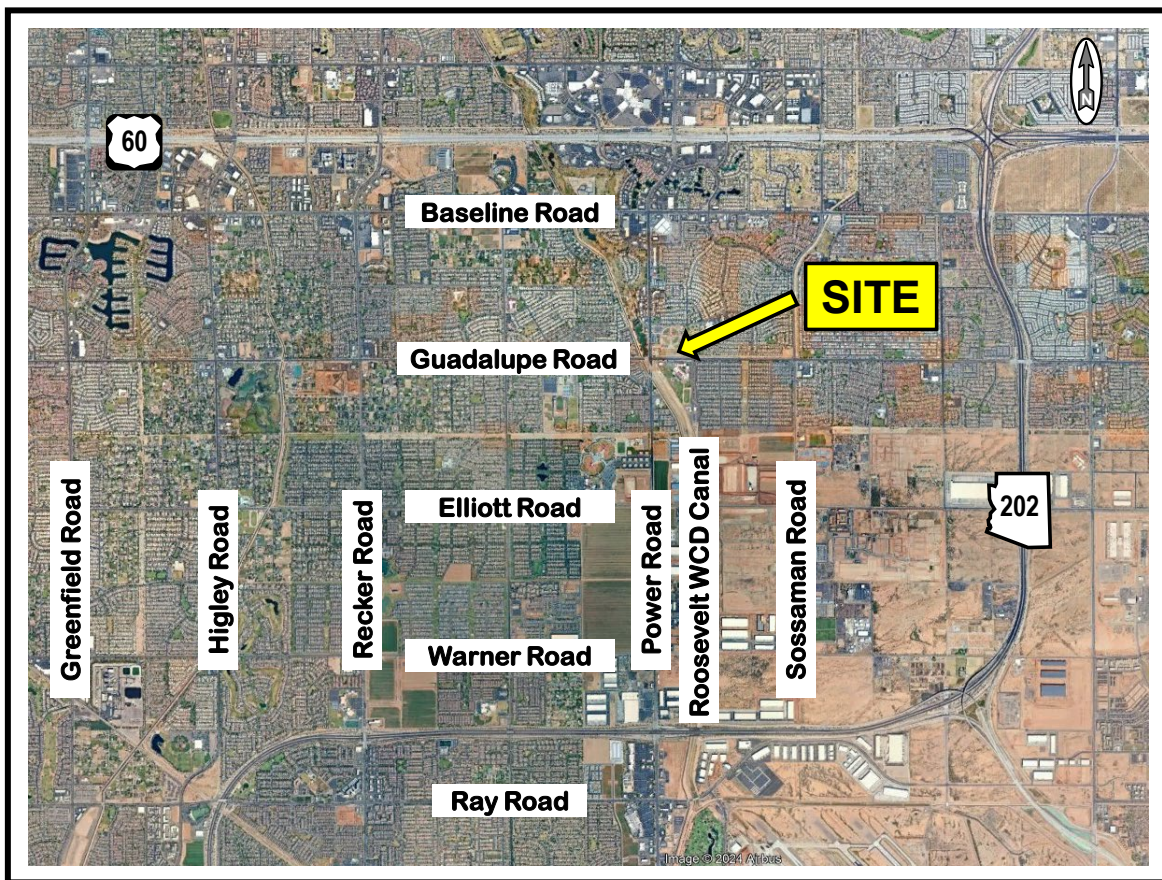 N
60
Baseline Road
SITE
Guadalupe Road
Greenfield Road
Higley Road
Recker Road
Elliott Road
Power Road
Roosevelt WCD Canal
Sossaman Road
202
Warner Road
Ray Road
Image © 2024 Airbus